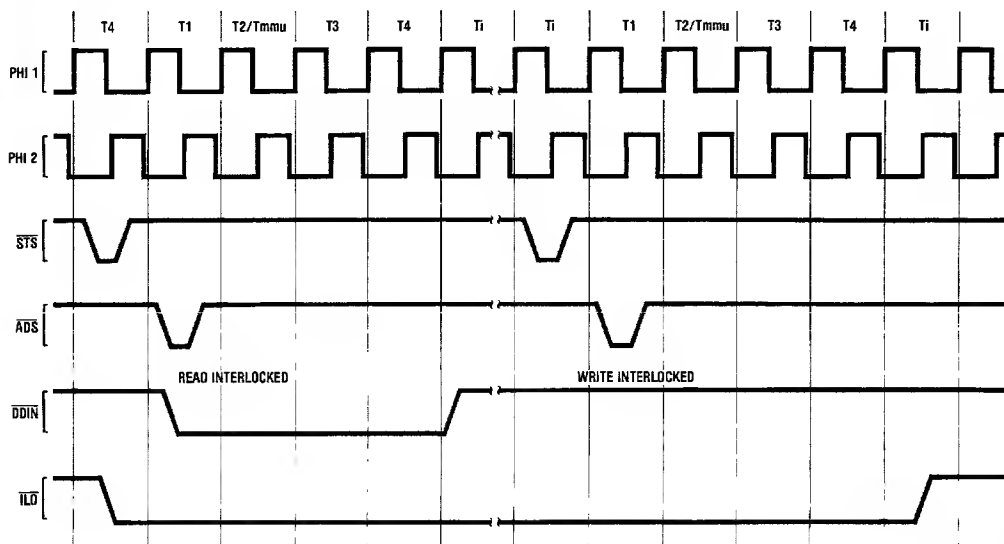 T4 T1 T2/Tmmu T3 T4 Ti Ti T1 T2/Tmmu T3 T4 Ti
PHI 1
PHI 2
STS
ADS
READ INTERLOCKED WRITE INTERLOCKED
DDIN
ILO